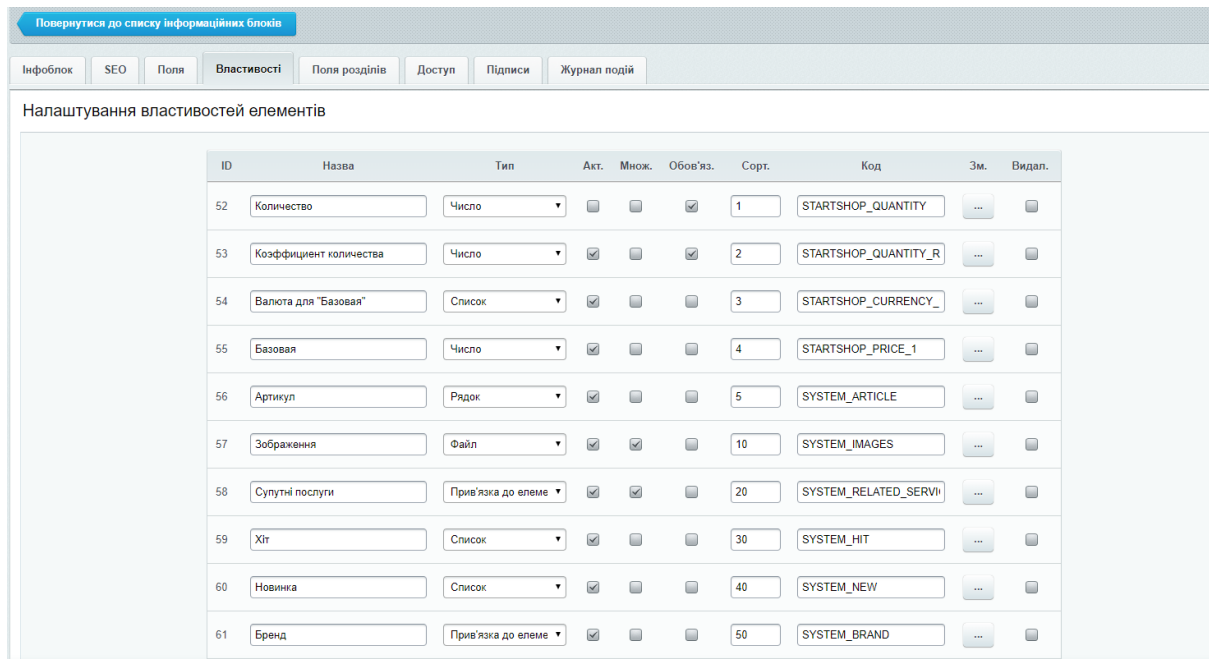 Повернутися до списку інформаційних блоків
Інфоблок SEO Поля Властивості Поля розділів Доступ Підписи Журнал подій
Налаштування властивостей елементів
ID Назва Тип Акт. Множ. Обов'яз. Сорт. Код Зм. Видал.
52 Количество Число 1 STARTSHOP_QUANTITY ...
53 Коэффициент количества Число 2 STARTSHOP_QUANTITY_R ...
54 Валюта для "Базовая" Список 3 STARTSHOP_CURRENCY_ ...
55 Базовая Число 4 STARTSHOP_PRICE_1 ...
56 Артикул Рядок 5 SYSTEM_ARTICLE ...
57 Зображення Файл 10 SYSTEM_IMAGES ...
58 Супутні послуги Прив'язка до елеме 20 SYSTEM_RELATED_SERVI ...
59 Хіт Список 30 SYSTEM_HIT ...
60 Новинка Список 40 SYSTEM_NEW ...
61 Бренд Прив'язка до елеме 50 SYSTEM_BRAND ...